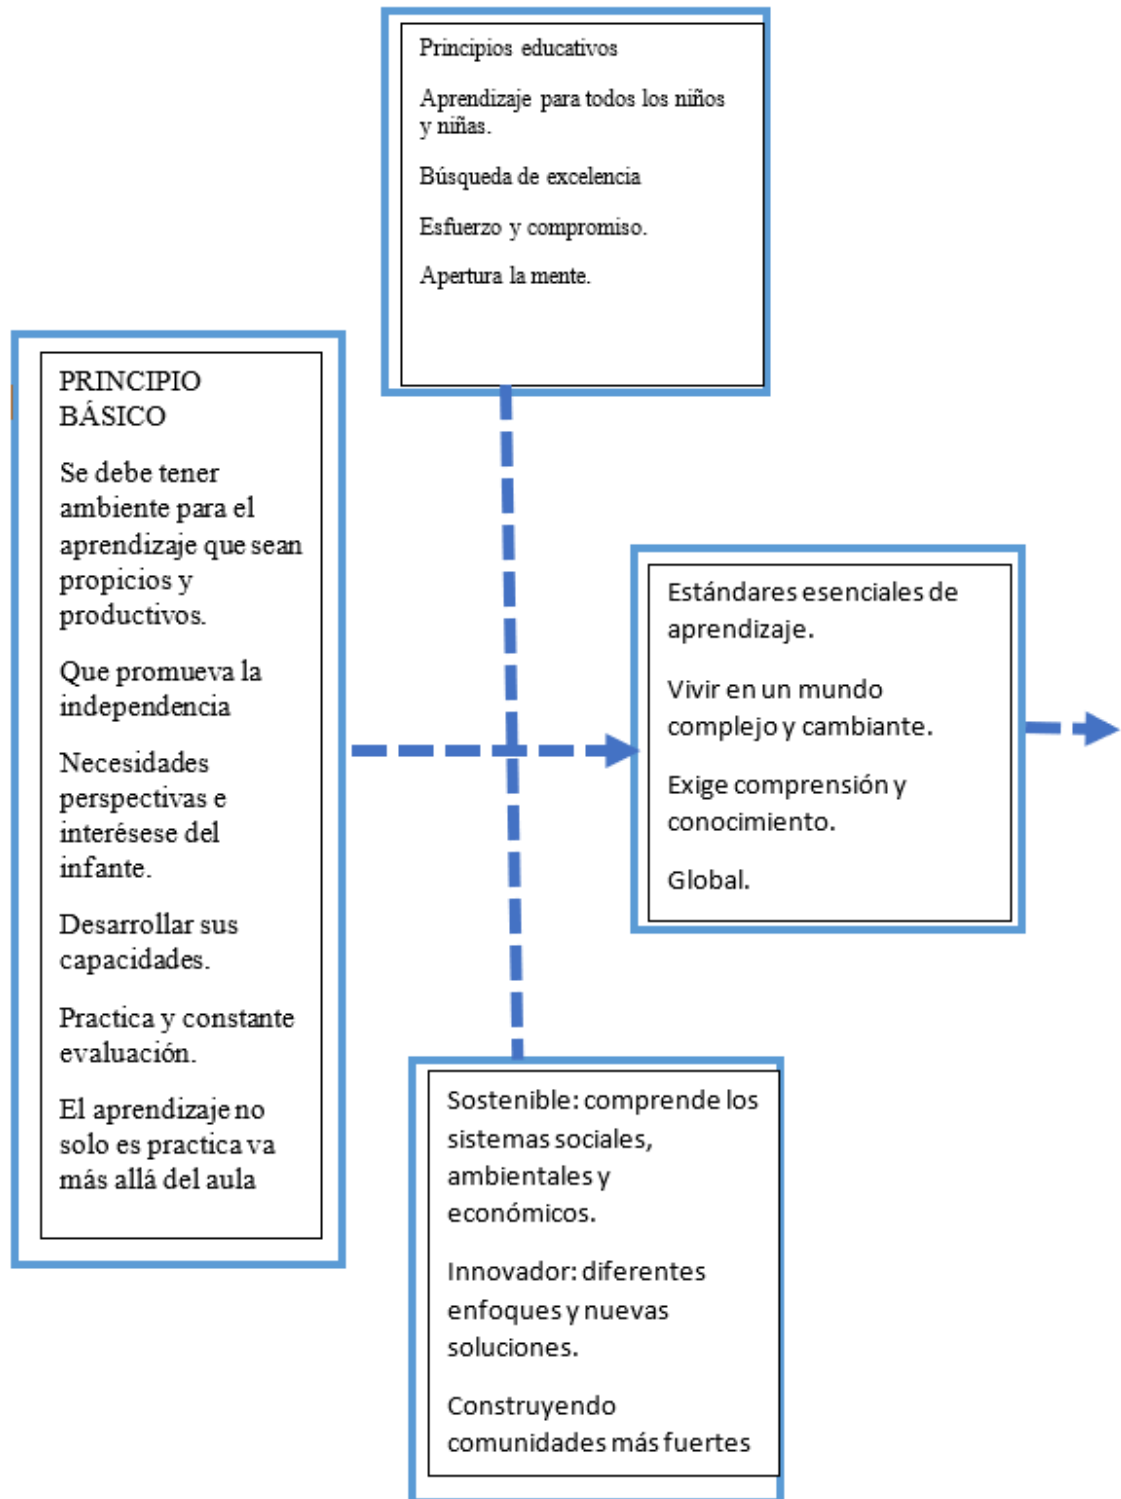 Principios educativos
Aprendizaje para todos los niños
y niñas.
Búsqueda de excelencia
Esfuerzo y compromiso.
Apertura la mente.
PRINCIPIO
BÁSICO
Se debe tener
ambiente para el
aprendizaje que sean
propicios y
productivos.
Que promueva la
independencia
Necesidades
perspectivas e
interésese del
infante.
Desarrollar sus
capacidades.
Practica y constante
evaluación.
El aprendizaje no
solo es practica va
más allá del aula
Estándares esenciales de
aprendizaje.
Vivir en un mundo
complejo y cambiante.
Exige comprensión y
conocimiento.
Global.
Sostenible: comprende los
sistemas sociales,
ambientales y
económicos.
Innovador: diferentes
enfoques y nuevas
soluciones.
Construyendo
comunidades más fuertes